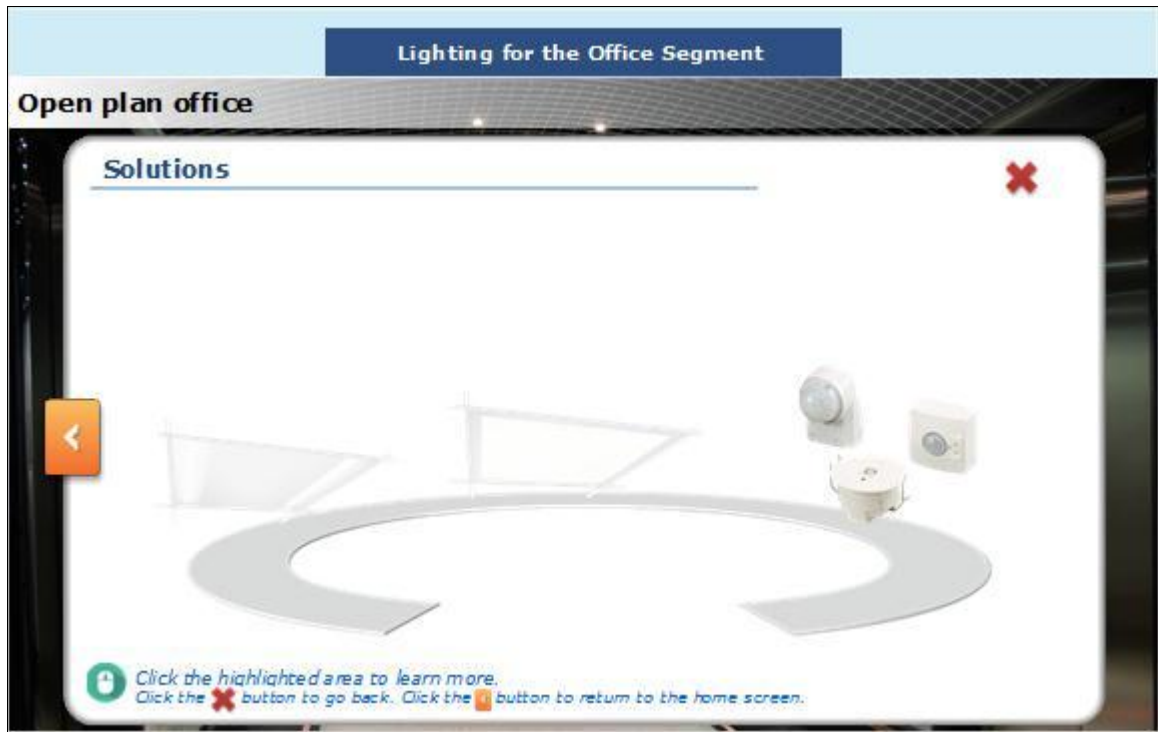 Lighting for the Office Segment
Open plan office
Solutions
Click the highlighted area to learn more.
Click the button to go back. Click the button to return to the home screen.